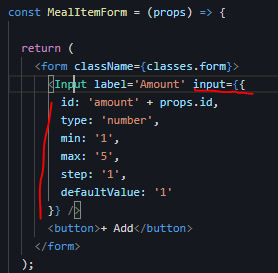 const MealItemForm = (props) => {
return (
<form className={classes.form}>
<Input label='Amount' input={{
id: 'amount' + props.id,
type: 'number',
min: '1',
max: '5',
step: '1',
defaultValue: '1'
}} />
<button>+ Add</button>
</form>
);